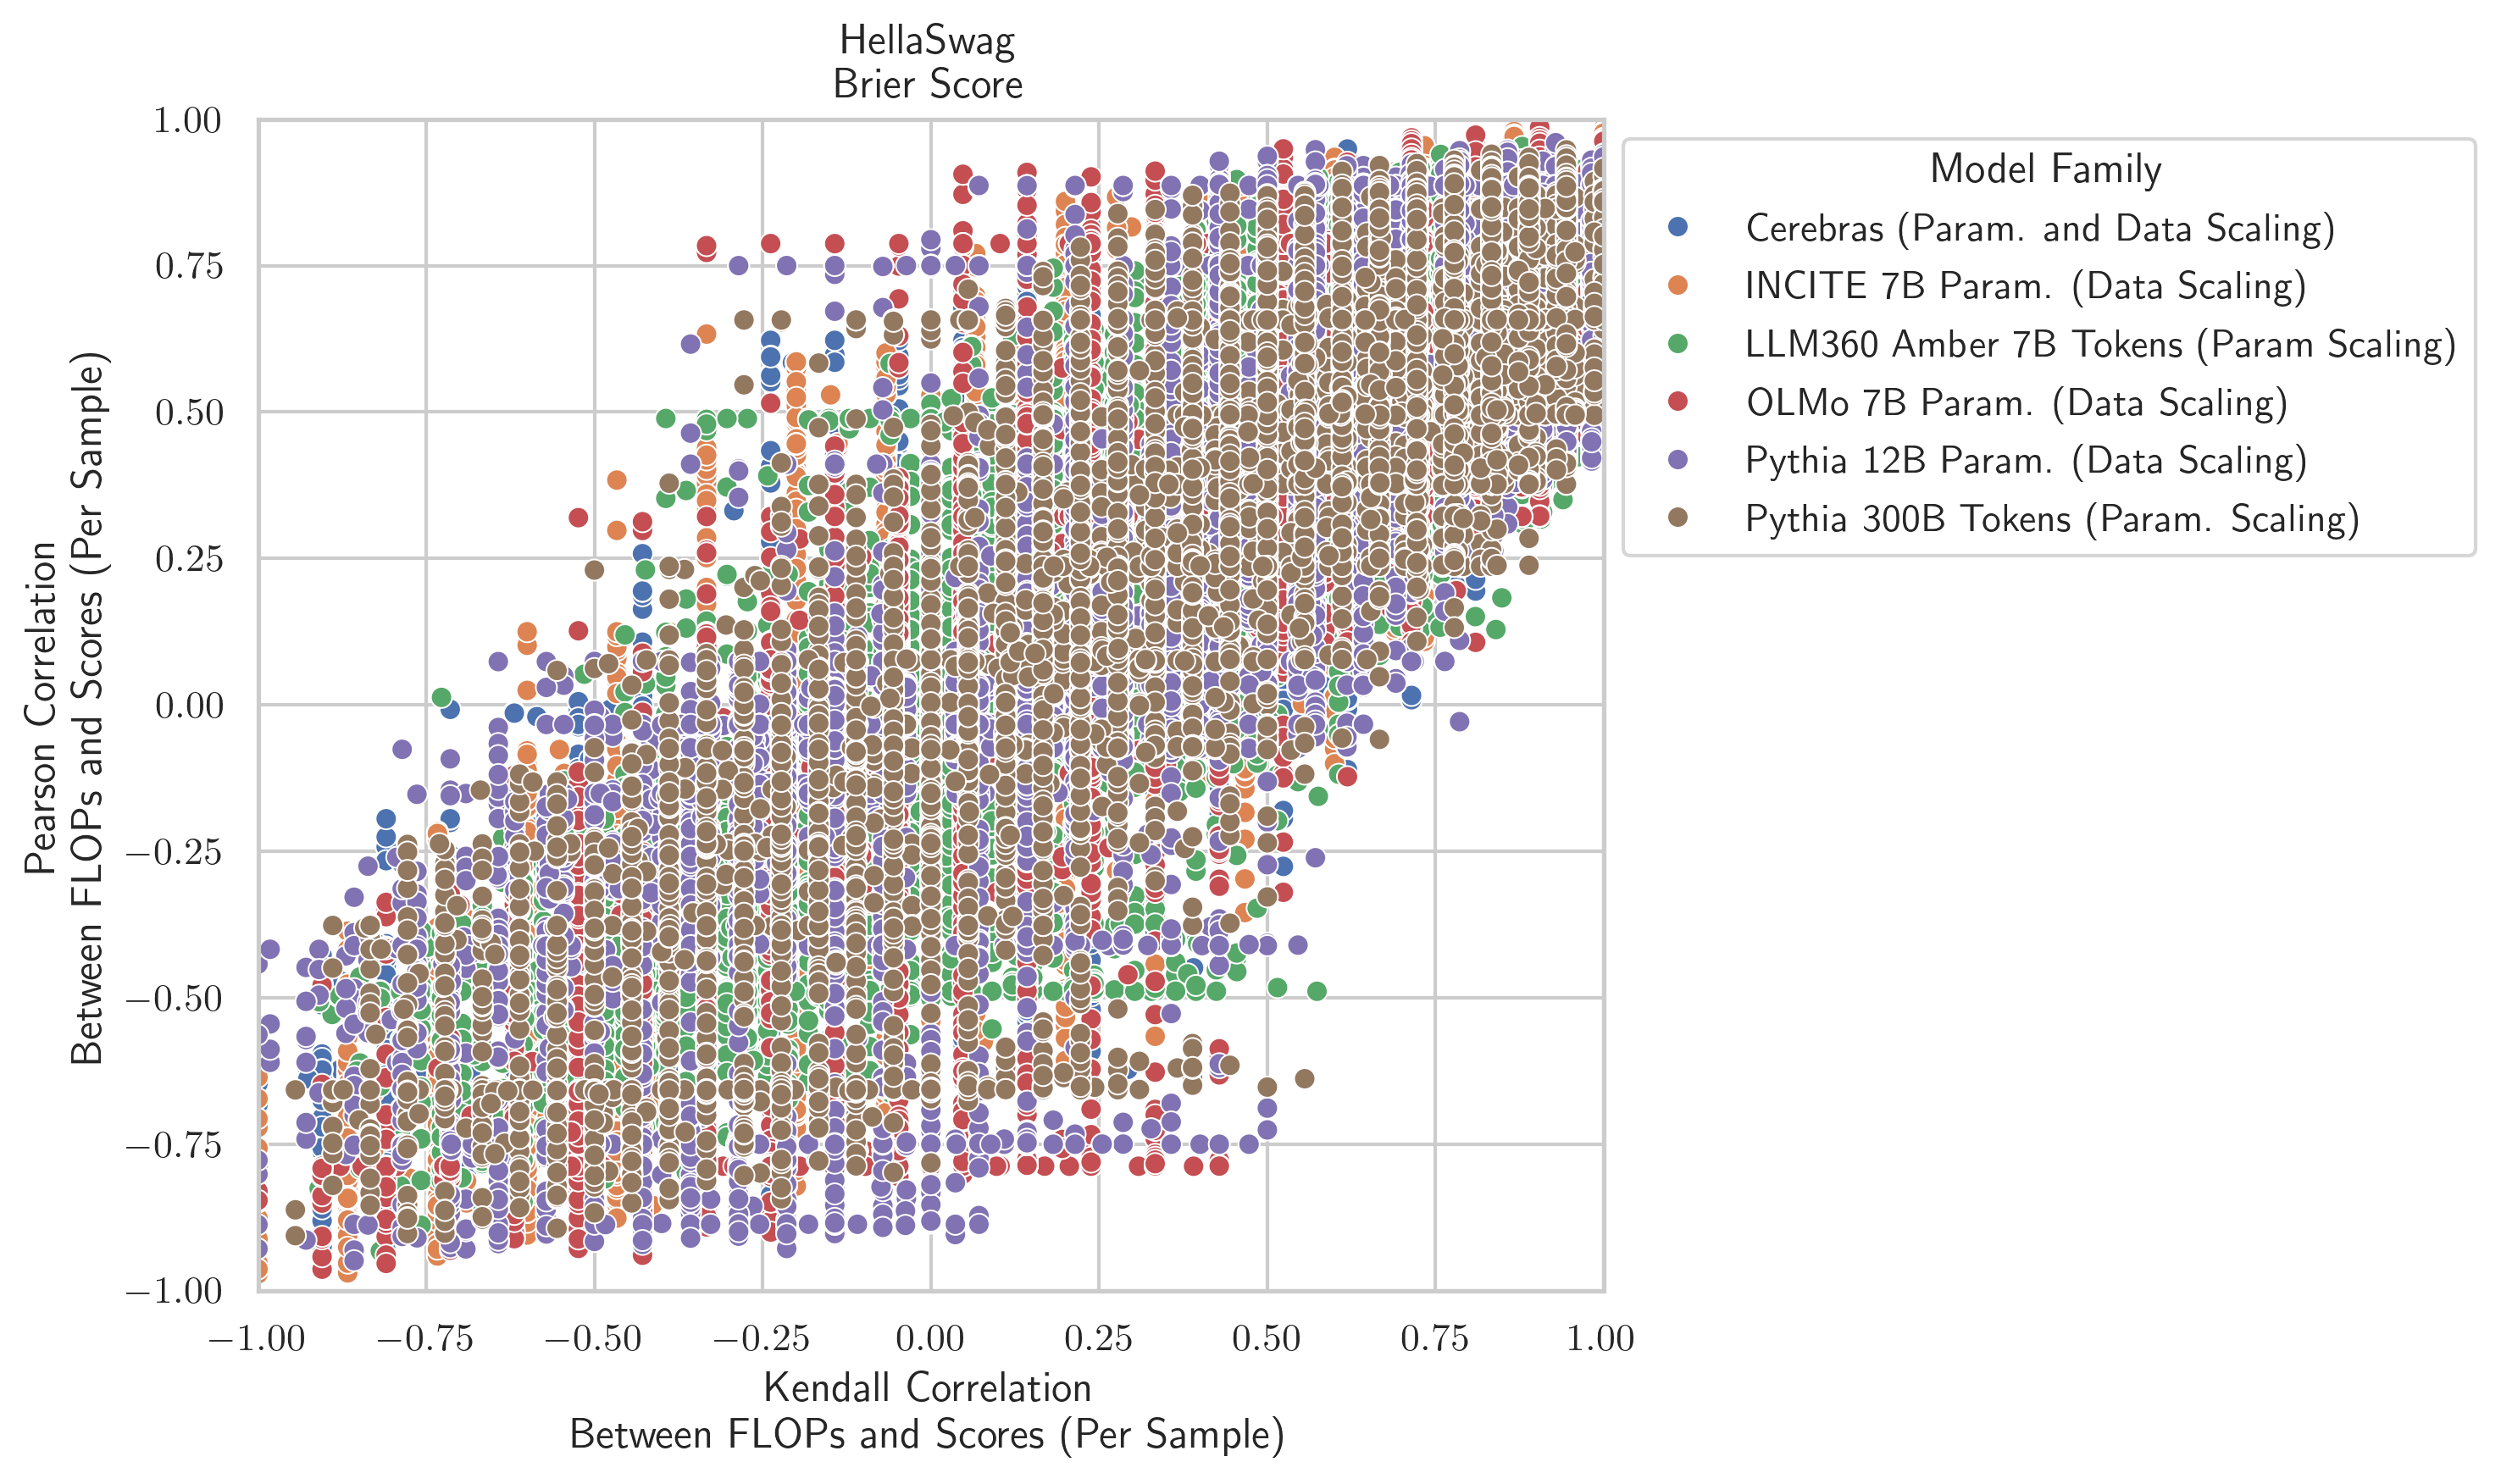 HellaSwag
Brier Score
Pearson Correlation
Between FLOPs and Scores (Per Sample)
1.00
0.75
0.50
0.25
0.00
−0.25
−0.50
−0.75
−1.00
−1.00 −0.75 −0.50 −0.25 0.00 0.25 0.50 0.75 1.00
Kendall Correlation
Between FLOPs and Scores (Per Sample)
Model Family
Cerebras (Param. and Data Scaling)
INCITE 7B Param. (Data Scaling)
LLM360 Amber 7B Tokens (Param Scaling)
OLMo 7B Param. (Data Scaling)
Pythia 12B Param. (Data Scaling)
Pythia 300B Tokens (Param. Scaling)